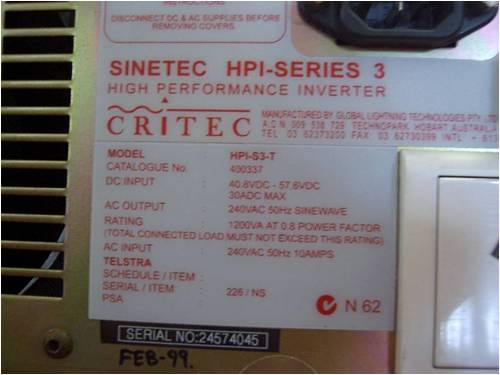 INSTRUCTIONS
DISCONNECT DC & AC SUPPLIES BEFORE
REMOVING COVERS
SINETEC HPI-SERIES 3
HIGH PERFORMANCE INVERTER
CRITEC
MANUFACTURED BY GLOBAL LIGHTNING TECHNOLOGIES PTY. LTD
A.C.N. 009 538 729 TECHNOPARK HOBART AUSTRALIA
TEL 03 62373200 FAX 03 62730399 INTL + 613
MODEL : HPI-S3-T
CATALOGUE No. : 400337
DC INPUT : 40.8VDC - 57.6VDC
30ADC MAX
AC OUTPUT : 240VAC 50Hz SINEWAVE
RATING : 1200VA AT 0.8 POWER FACTOR
(TOTAL CONNECTED LOAD MUST NOT EXCEED THIS RATING)
AC INPUT : 240VAC 50Hz 10AMPS
TELSTRA
SCHEDULE / ITEM :
SERIAL / ITEM : 226 / NS
PSA
N 62
SERIAL NO:24574045
FEB-99.